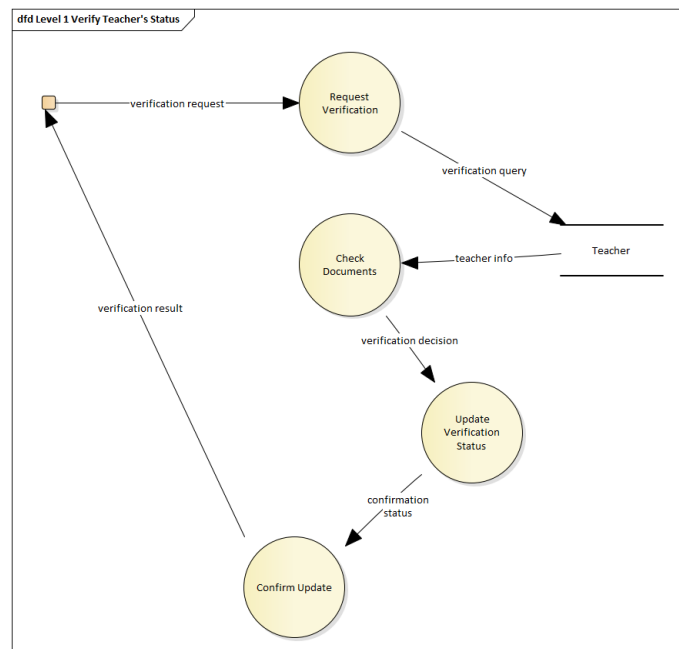 dfd Level 1 Verify Teacher's Status
Request
Verification
verification request
verification query
Teacher
Check
Documents
teacher info
verification result
verification decision
Update
Verification
Status
confirmation
status
Confirm Update